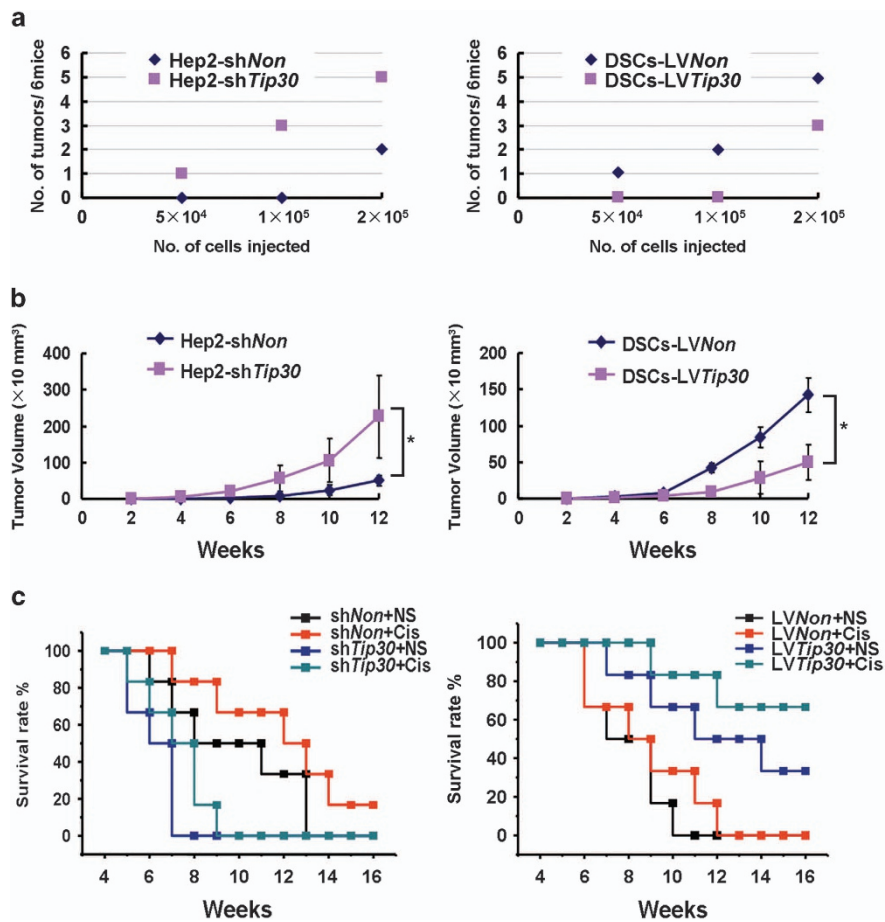 a
6
5
4
3
2
1
0
0
5×10⁴
1×10⁵
2×10⁵
No. of tumors/ 6mice
No. of cells injected
Hep2-shNon
Hep2-shTip30
6
5
4
3
2
1
0
0
5×10⁴
1×10⁵
2×10⁵
No. of tumors/ 6mice
No. of cells injected
DSCs-LVNon
DSCs-LVTip30
b
Hep2-shNon
Hep2-shTip30
400
300
200
100
0
0 2 4 6 8 10 12
Tumor Volume (×10 mm³)
Weeks
*
DSCs-LVNon
DSCs-LVTip30
200
150
100
50
0
0 2 4 6 8 10 12
Tumor Volume (×10 mm³)
Weeks
*
c
shNon+NS
shNon+Cis
shTip30+NS
shTip30+Cis
100
80
60
40
20
0
4 6 8 10 12 14 16
Survival rate %
Weeks
LVNon+NS
LVNon+Cis
LVTip30+NS
LVTip30+Cis
100
80
60
40
20
0
4 6 8 10 12 14 16
Survival rate %
Weeks